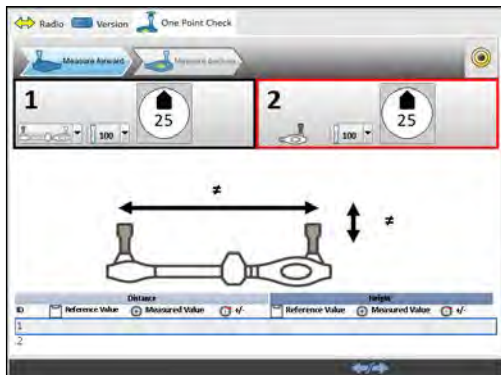 Radio Version One Point Check
Measure forward Measure
1 2
25 25
100 100
≠
≠
Distance Height
ID Reference Value Measured Value +/- Reference Value Measured Value +/-
1
2